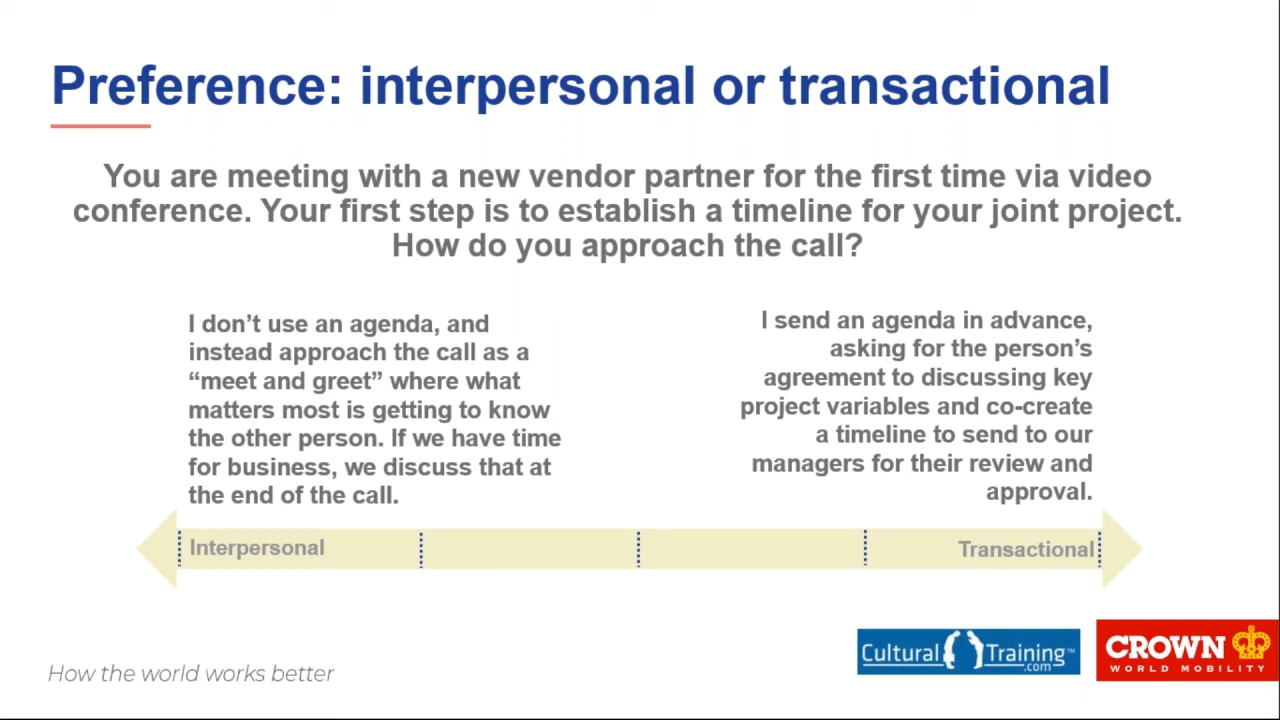 Preference: interpersonal or transactional
You are meeting with a new vendor partner for the first time via video
conference. Your first step is to establish a timeline for your joint project.
How do you approach the call?
I don’t use an agenda, and
instead approach the call as a
“meet and greet” where what
matters most is getting to know
the other person. If we have time
for business, we discuss that at
the end of the call.
I send an agenda in advance,
asking for the person’s
agreement to discussing key
project variables and co-create
a timeline to send to our
managers for their review and
approval.
Interpersonal
Transactional
How the world works better
Cultural Training™
.com
CROWN
WORLD MOBILITY